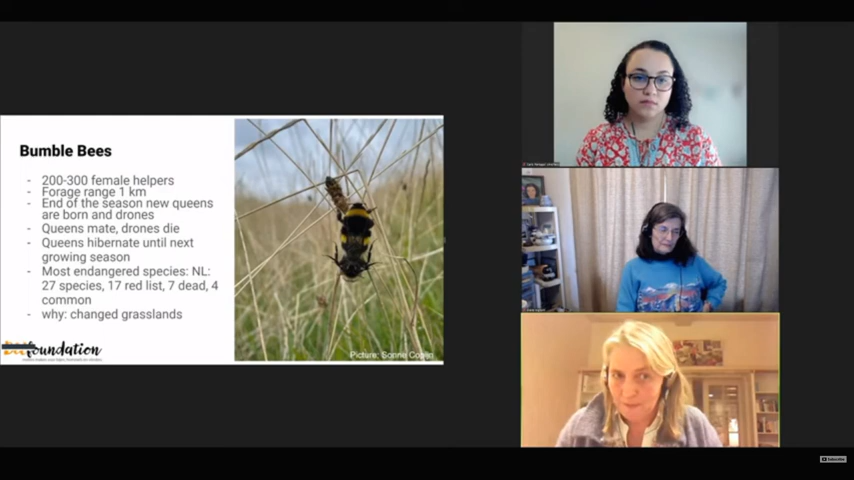 Bumble Bees
- 200-300 female helpers
- Forage range 1 km
- End of the season new queens
are born and drones
- Queens mate, drones die
- Queens hibernate until next
growing season
- Most endangered species: NL:
27 species, 17 red list, 7 dead, 4
common
- why: changed grasslands
foundation
Picture:
Subscribe